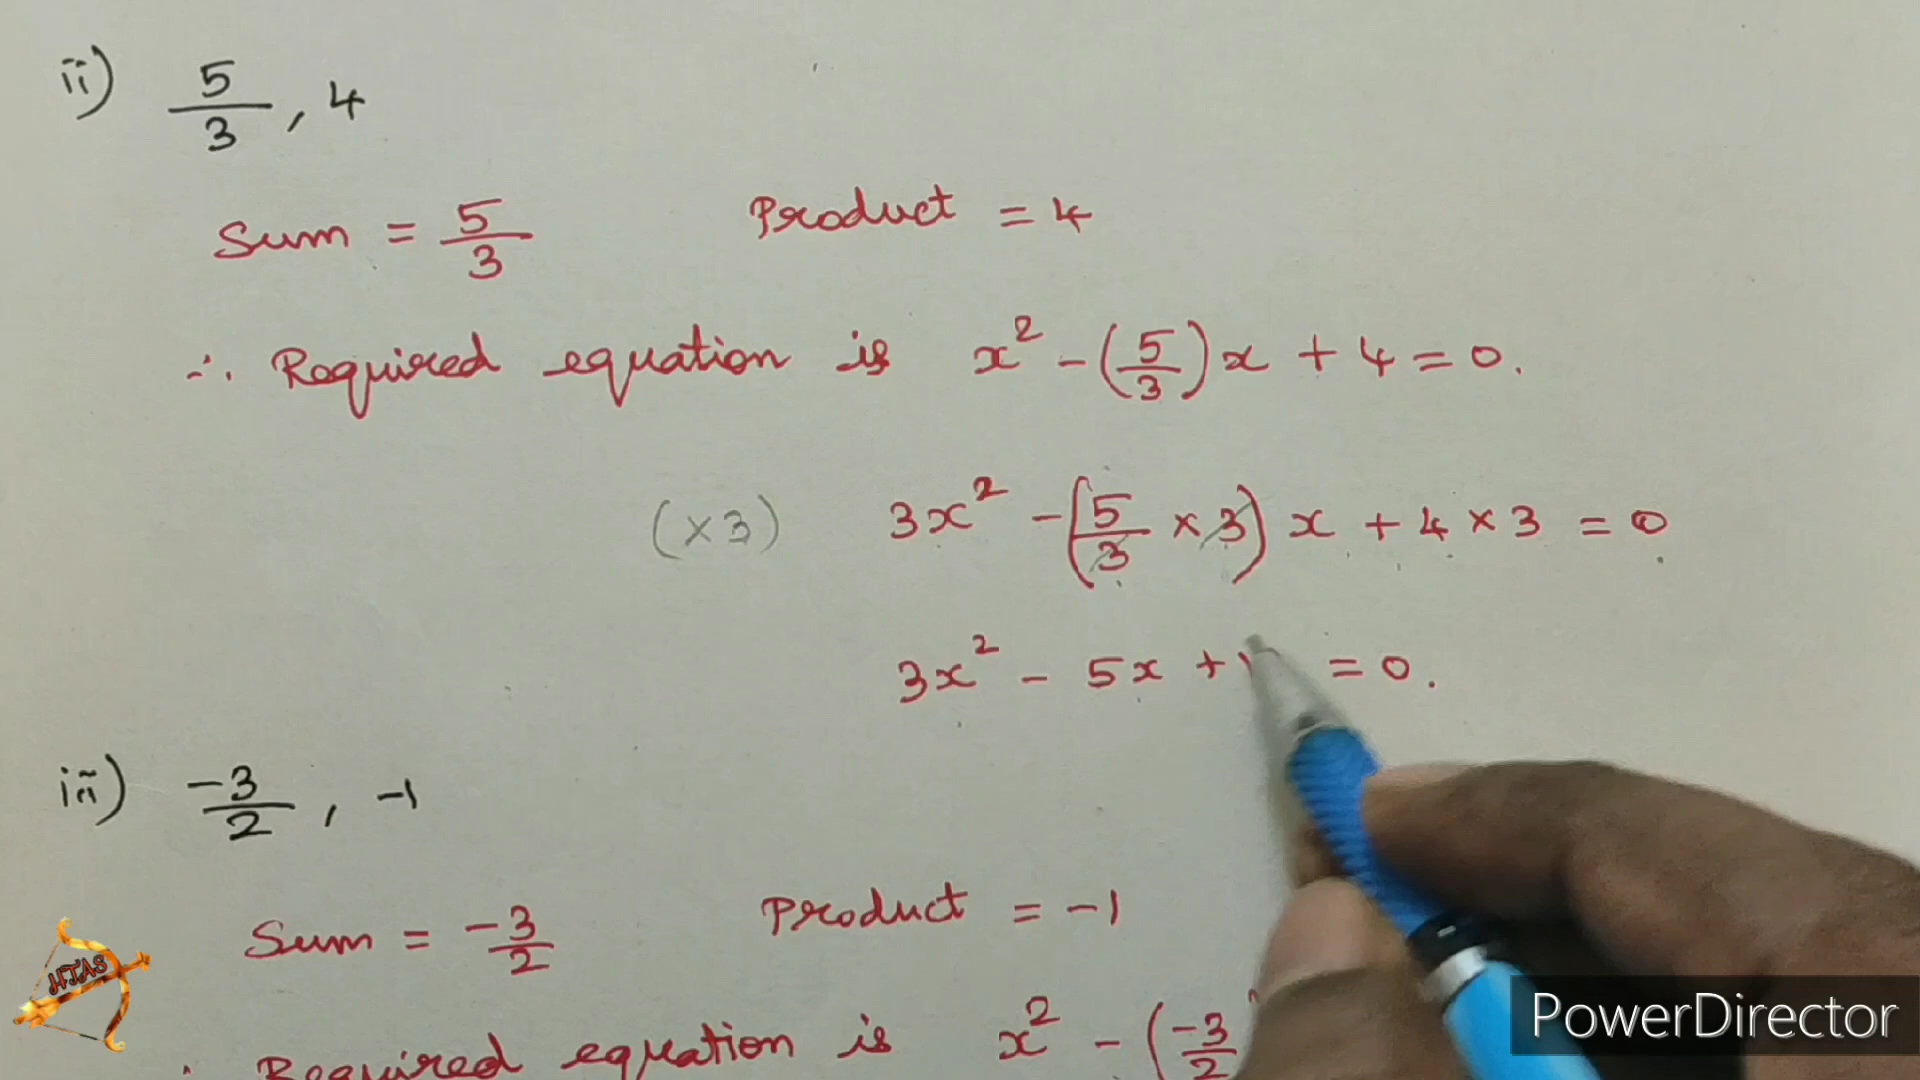 ii) 5/3 , 4
Sum = 5/3 Product = 4
∴ Required equation is x² - (5/3)x + 4 = 0.
(×3) 3x² - (5/3 × 3)x + 4 × 3 = 0
3x² - 5x + = 0.
iii) -3/2 , -1
Sum = -3/2 Product = -1
∴ Required equation is x² - (-3/2
HTAS
PowerDirector